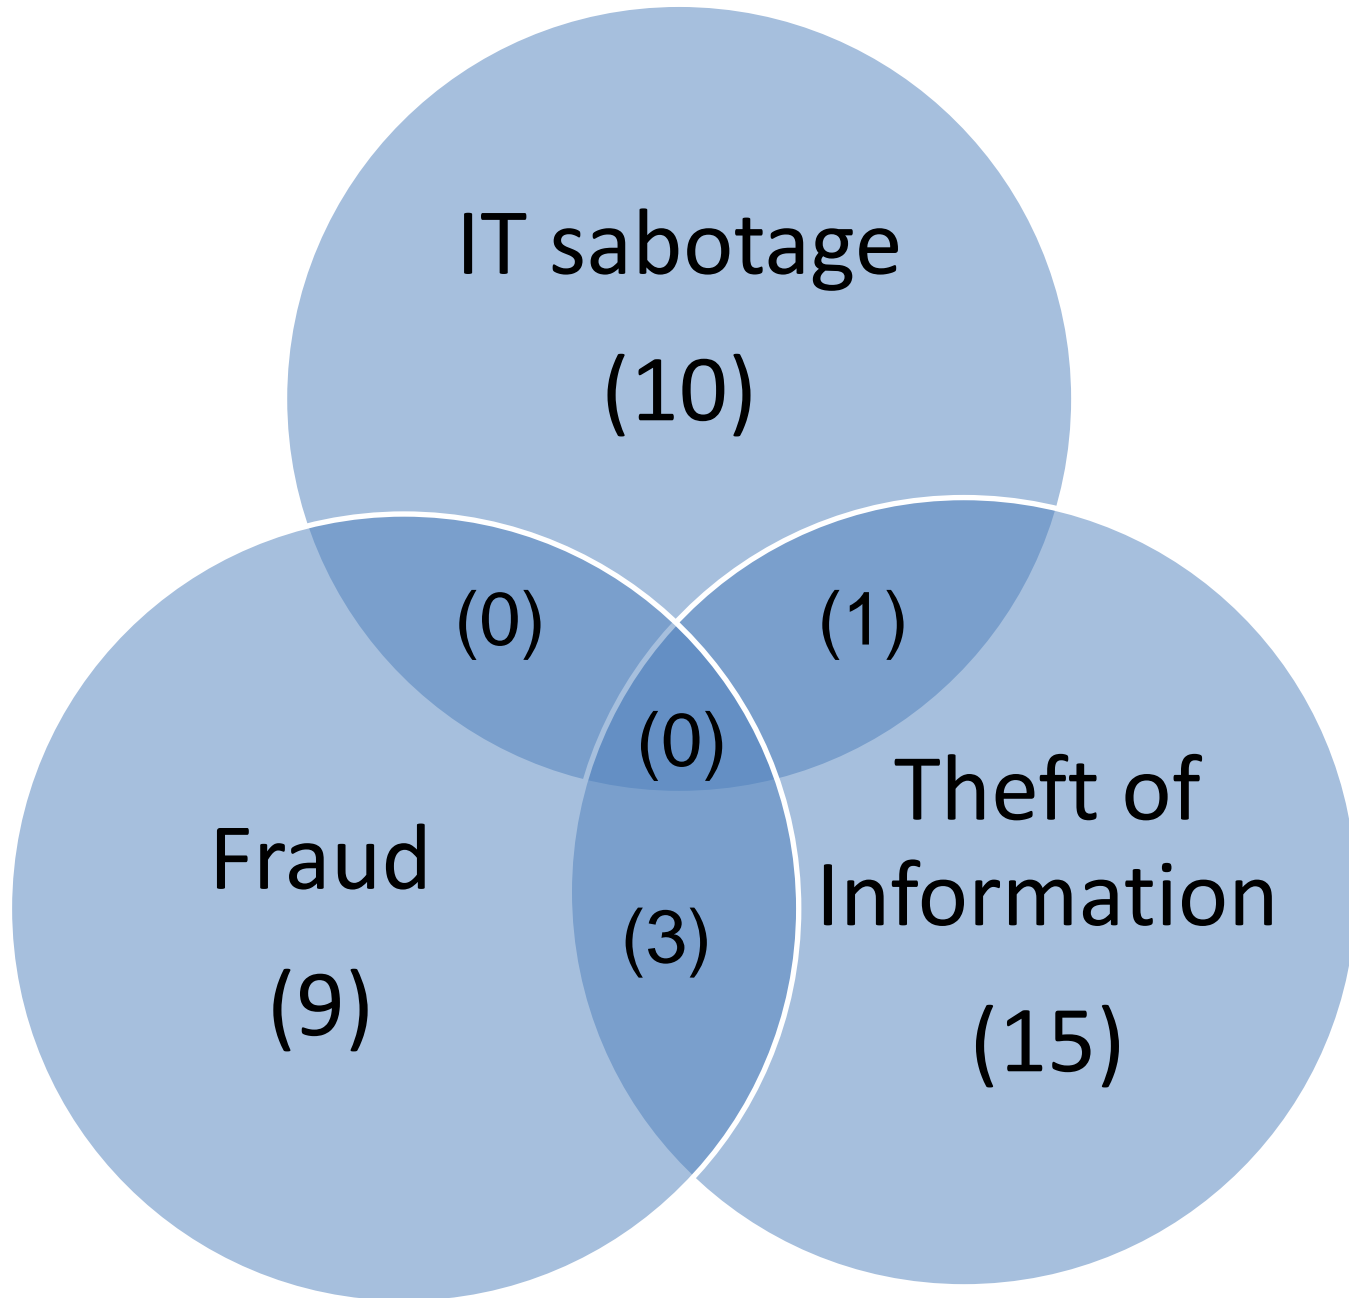 IT sabotage
(10)
(0)
(1)
(0)
Fraud
(9)
(3)
Theft of
Information
(15)